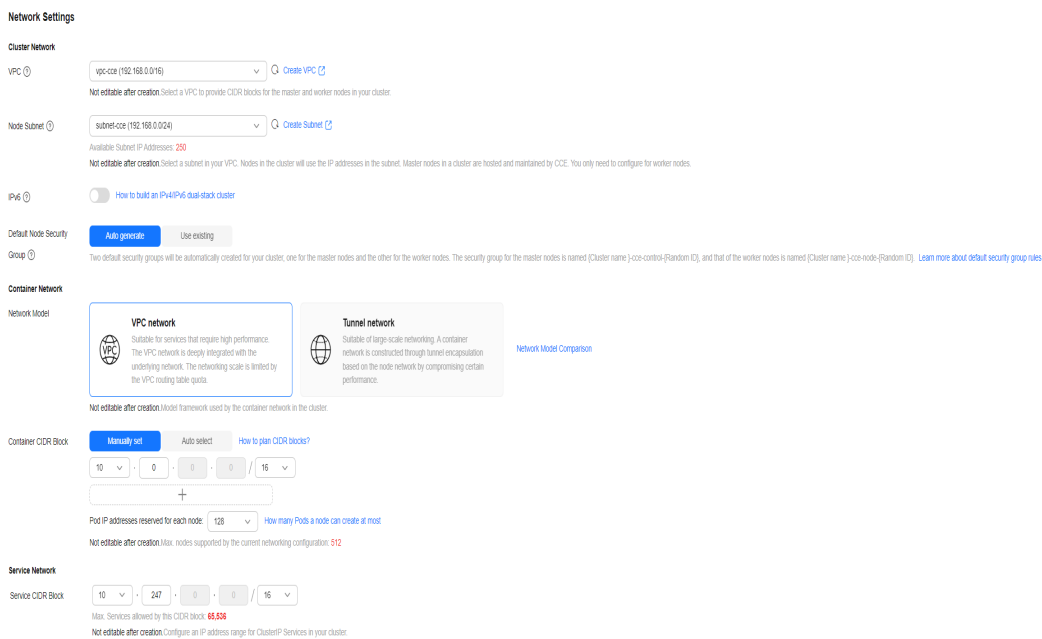 Network Settings
Cluster Network
VPC
vpc-cce (192.168.0.0/16)
Create VPC
Not editable after creation.Select a VPC to provide CIDR blocks for the master and worker nodes in your cluster.
Node Subnet
subnet-cce (192.168.0.0/24)
Create Subnet
Available Subnet IP Addresses: 250
Not editable after creation.Select a subnet in your VPC. Nodes in the cluster will use the IP addresses in the subnet. Master nodes in a cluster are hosted and maintained by CCE. You only need to configure for worker nodes.
IPv6
How to build an IPv4/IPv6 dual-stack cluster
Default Node Security
Group
Auto generate
Use existing
Two default security groups will be automatically created for your cluster, one for the master nodes and the other for the worker nodes. The security group for the master nodes is named {Cluster name }-cce-control-{Random ID}, and that of the worker nodes is named {Cluster name }-cce-node-{Random ID}. Learn more about default security group rules
Container Network
Network Model
VPC
VPC network
Suitable for services that require high performance.
The VPC network is deeply integrated with the
underlying network. The networking scale is limited by
the VPC routing table quota.
Tunnel network
Suitable of large-scale networking. A container
network is constructed through tunnel encapsulation
based on the node network by compromising certain
performance.
Network Model Comparison
Not editable after creation.Model framework used by the container network in the cluster.
Container CIDR Block
Manually set
Auto select
How to plan CIDR blocks?
10 . 0 . 0 . 0 / 16
+
Pod IP addresses reserved for each node: 128 How many Pods a node can create at most
Not editable after creation.Max. nodes supported by the current networking configuration: 512
Service Network
Service CIDR Block
10 . 247 . 0 . 0 / 16
Max. Services allowed by this CIDR block: 65,536
Not editable after creation.Configure an IP address range for ClusterIP Services in your cluster.